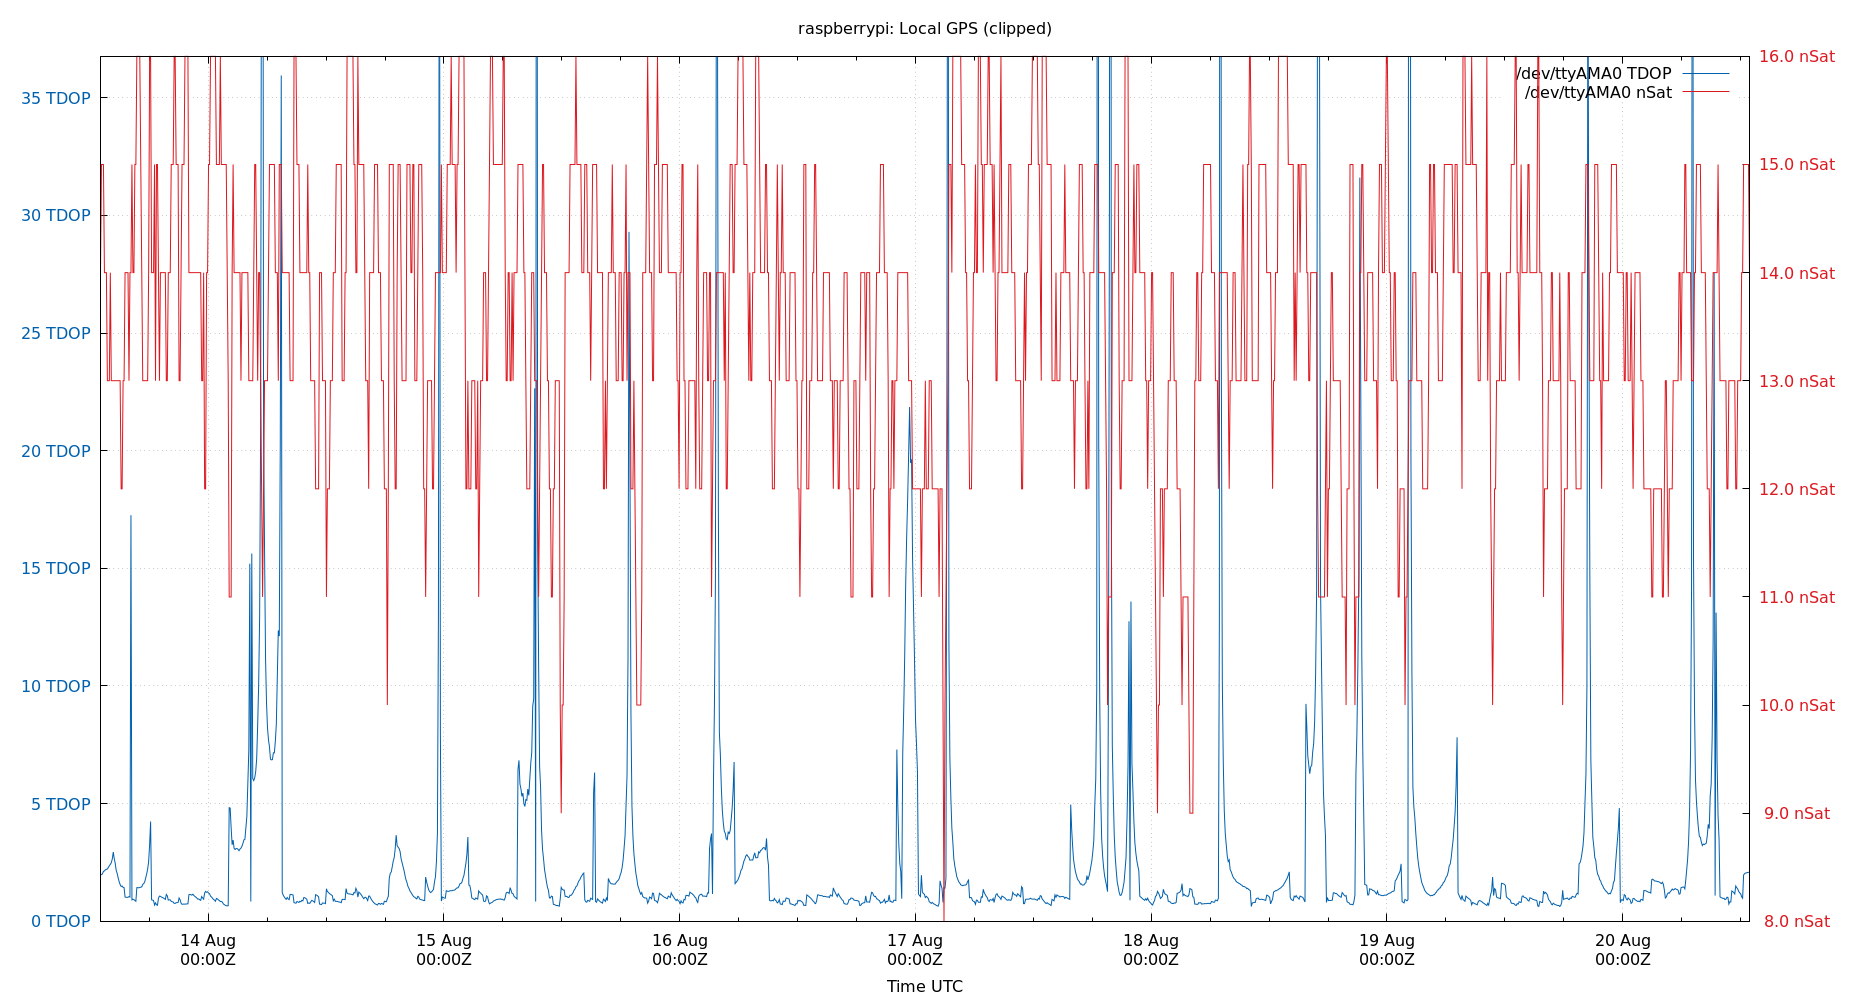 raspberrypi: Local GPS (clipped)
16.0 nSat
/dev/ttyAMA0 TDOP
/dev/ttyAMA0 nSat
35 TDOP
15.0 nSat
30 TDOP
14.0 nSat
25 TDOP
13.0 nSat
20 TDOP
12.0 nSat
15 TDOP
11.0 nSat
10 TDOP
10.0 nSat
5 TDOP
9.0 nSat
0 TDOP
8.0 nSat
14 Aug 15 Aug 16 Aug 17 Aug 18 Aug 19 Aug 20 Aug
00:00Z 00:00Z 00:00Z 00:00Z 00:00Z 00:00Z 00:00Z
Time UTC